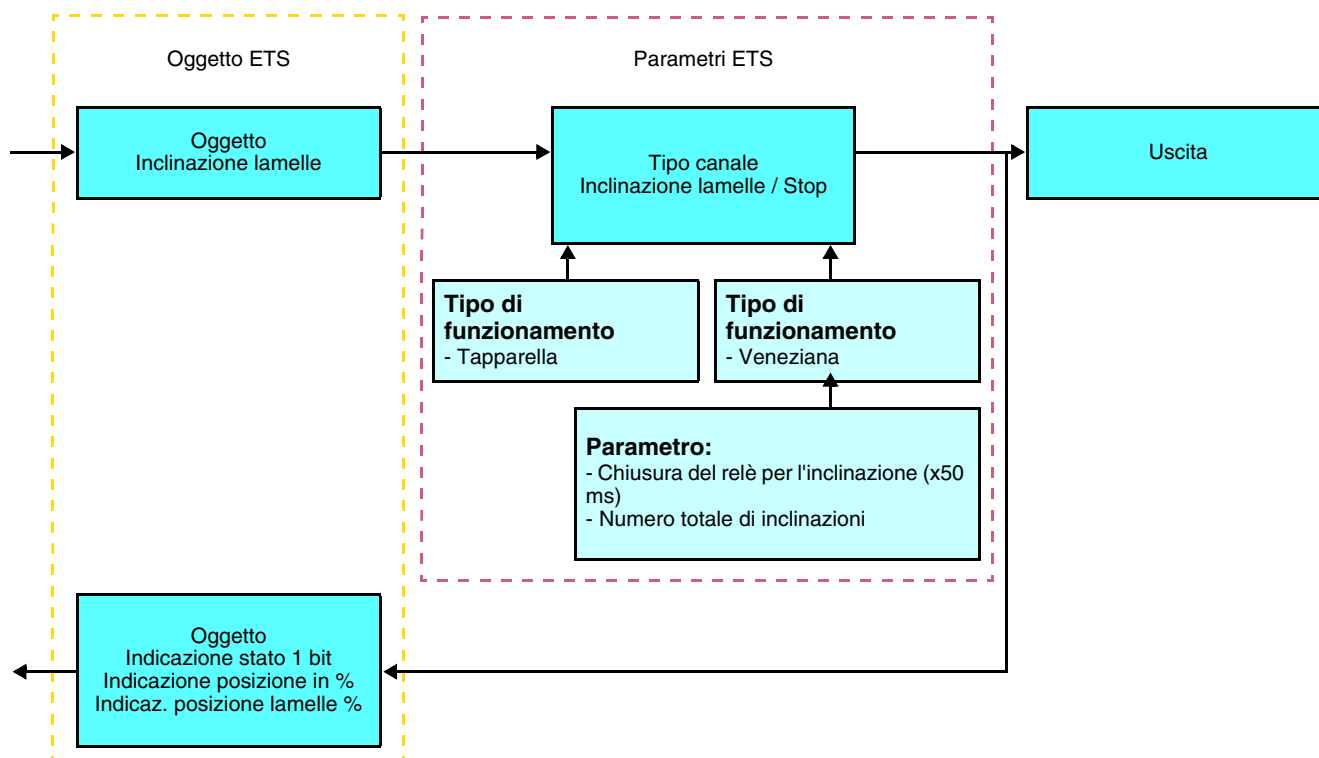 Oggetto ETS
Parametri ETS
Oggetto
Inclinazione lamelle
Tipo canale
Inclinazione lamelle / Stop
Uscita
Tipo di
funzionamento
- Tapparella
Tipo di
funzionamento
- Veneziana
Parametro:
- Chiusura del relè per l'inclinazione (x50
ms)
- Numero totale di inclinazioni
Oggetto
Indicazione stato 1 bit
Indicazione posizione in %
Indicaz. posizione lamelle %